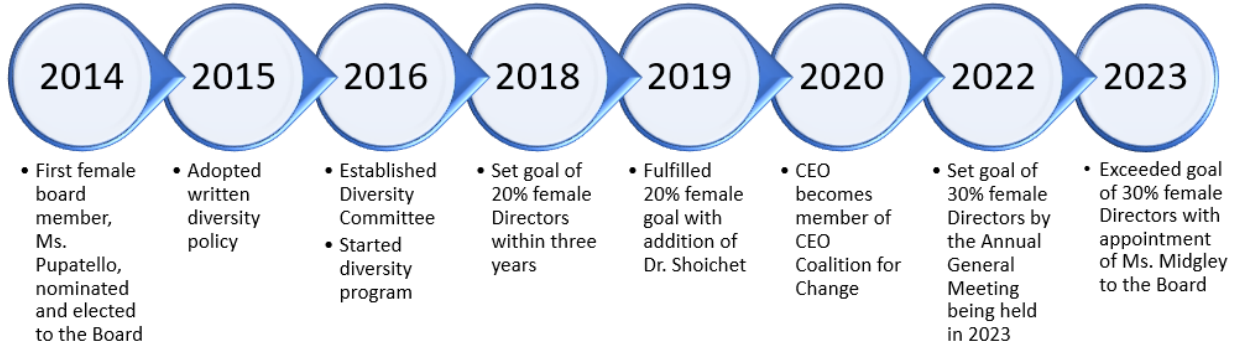 2014
2015
2016
2018
2019
2020
2022
2023
• First female
board
member,
Ms.
Pupatello,
nominated
and elected
to the Board
• Adopted
written
diversity
policy
• Established
Diversity
Committee
• Started
diversity
program
• Set goal of
20% female
Directors
within three
years
• Fulfilled
20% female
goal with
addition of
Dr. Shoichet
• CEO
becomes
member of
CEO
Coalition for
Change
• Set goal of
30% female
Directors by
the Annual
General
Meeting
being held
in 2023
• Exceeded goal
of 30% female
Directors with
appointment
of Ms. Midgley
to the Board